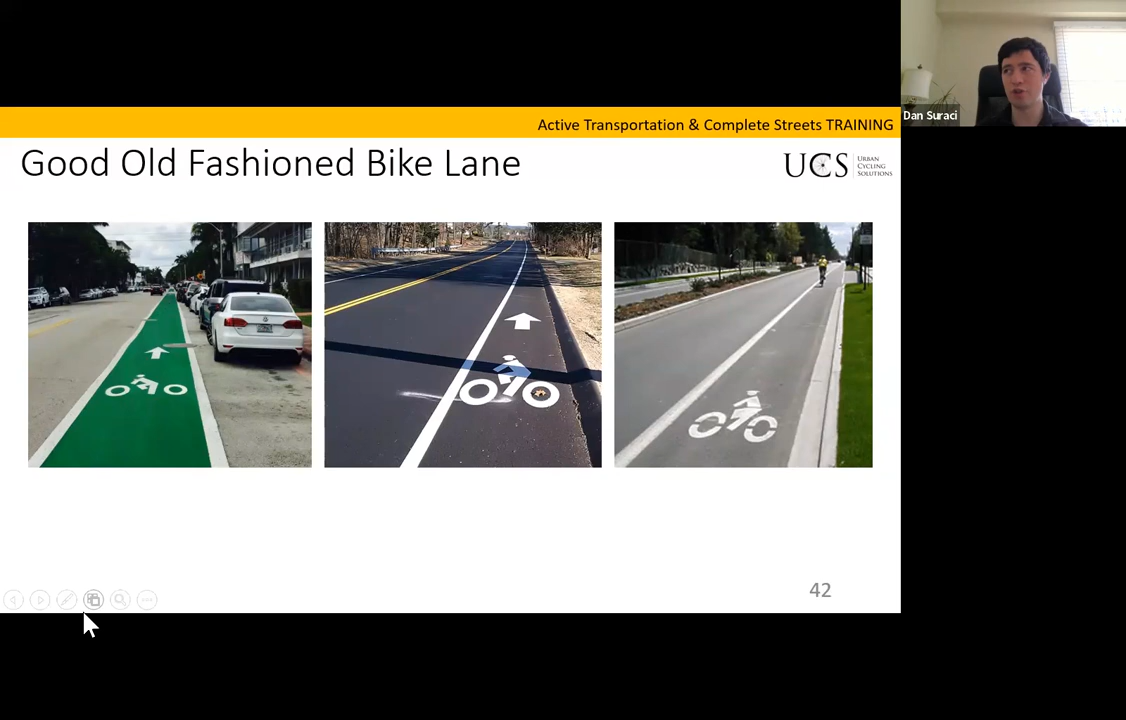 Active Transportation & Complete Streets TRAINING
Good Old Fashioned Bike Lane
UCS
URBAN
CYCLING
SOLUTIONS
42
Dan Suraci